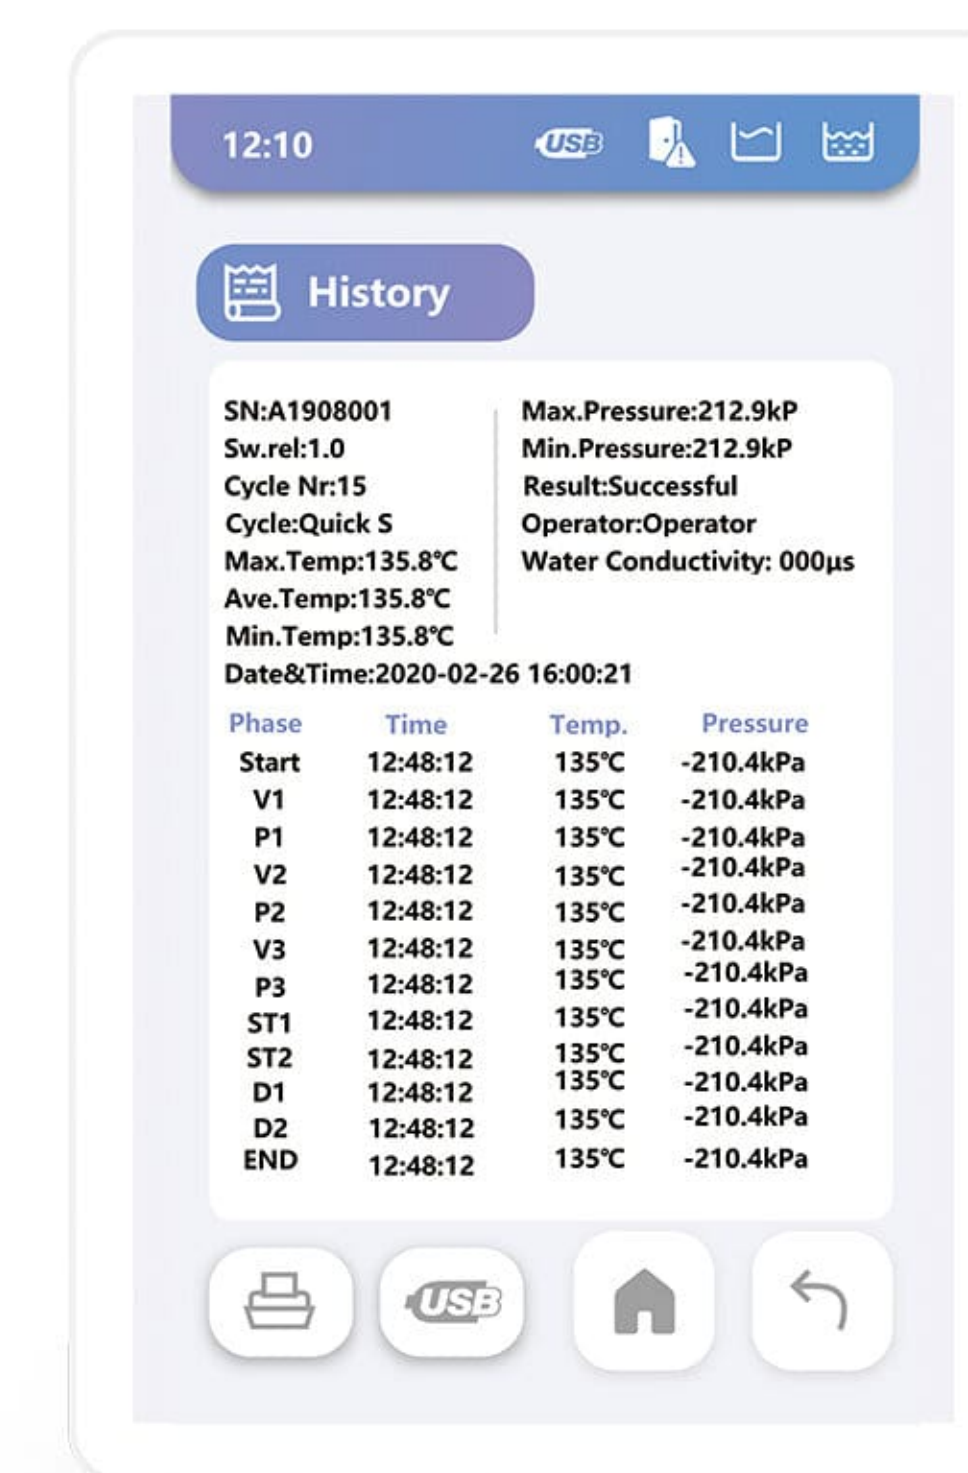 12:10 USB
History
SN:A1908001
Sw.rel:1.0
Cycle Nr:15
Cycle:Quick S
Max.Temp:135.8℃
Ave.Temp:135.8℃
Min.Temp:135.8℃
Date&Time:2020-02-26 16:00:21
Max.Pressure:212.9kP
Min.Pressure:212.9kP
Result:Successful
Operator:Operator
Water Conductivity: 000μs
Phase Time Temp. Pressure
Start 12:48:12 135℃ -210.4kPa
V1 12:48:12 135℃ -210.4kPa
P1 12:48:12 135℃ -210.4kPa
V2 12:48:12 135℃ -210.4kPa
P2 12:48:12 135℃ -210.4kPa
V3 12:48:12 135℃ -210.4kPa
P3 12:48:12 135℃ -210.4kPa
ST1 12:48:12 135℃ -210.4kPa
ST2 12:48:12 135℃ -210.4kPa
D1 12:48:12 135℃ -210.4kPa
D2 12:48:12 135℃ -210.4kPa
END 12:48:12 135℃ -210.4kPa
USB